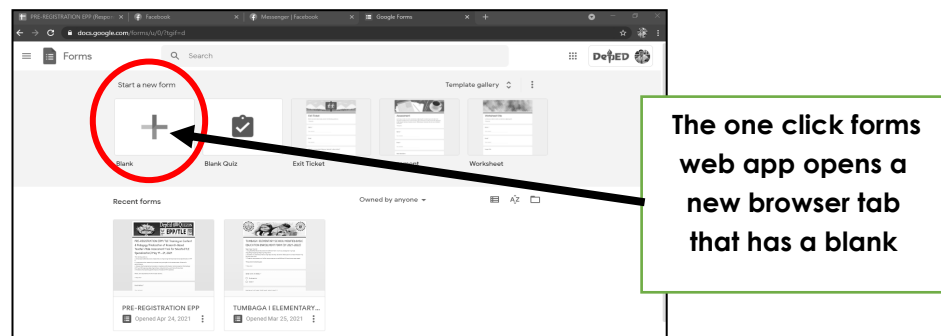 PRE-REGISTRATION EPP (Respo
Facebook
Messenger | Facebook
Google Forms
docs.google.com/forms/u/0/?tgif=d
Forms
Search
DepED
Start a new form
Template gallery
Blank
Blank Quiz
Exit Ticket
Worksheet
Recent forms
Owned by anyone
AZ
PRE-REGISTRATION EPP
Opened Apr 24, 2021
TUMBAGA I ELEMENTARY...
Opened Mar 25, 2021
The one click forms
web app opens a
new browser tab
that has a blank